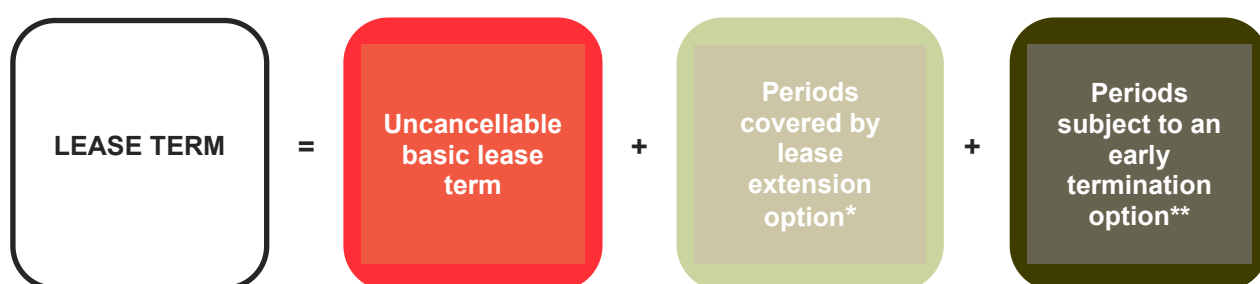 LEASE TERM
=
Uncancellable
basic lease
term
+
Periods
covered by
lease
extension
option*
+
Periods
subject to an
early
termination
option**